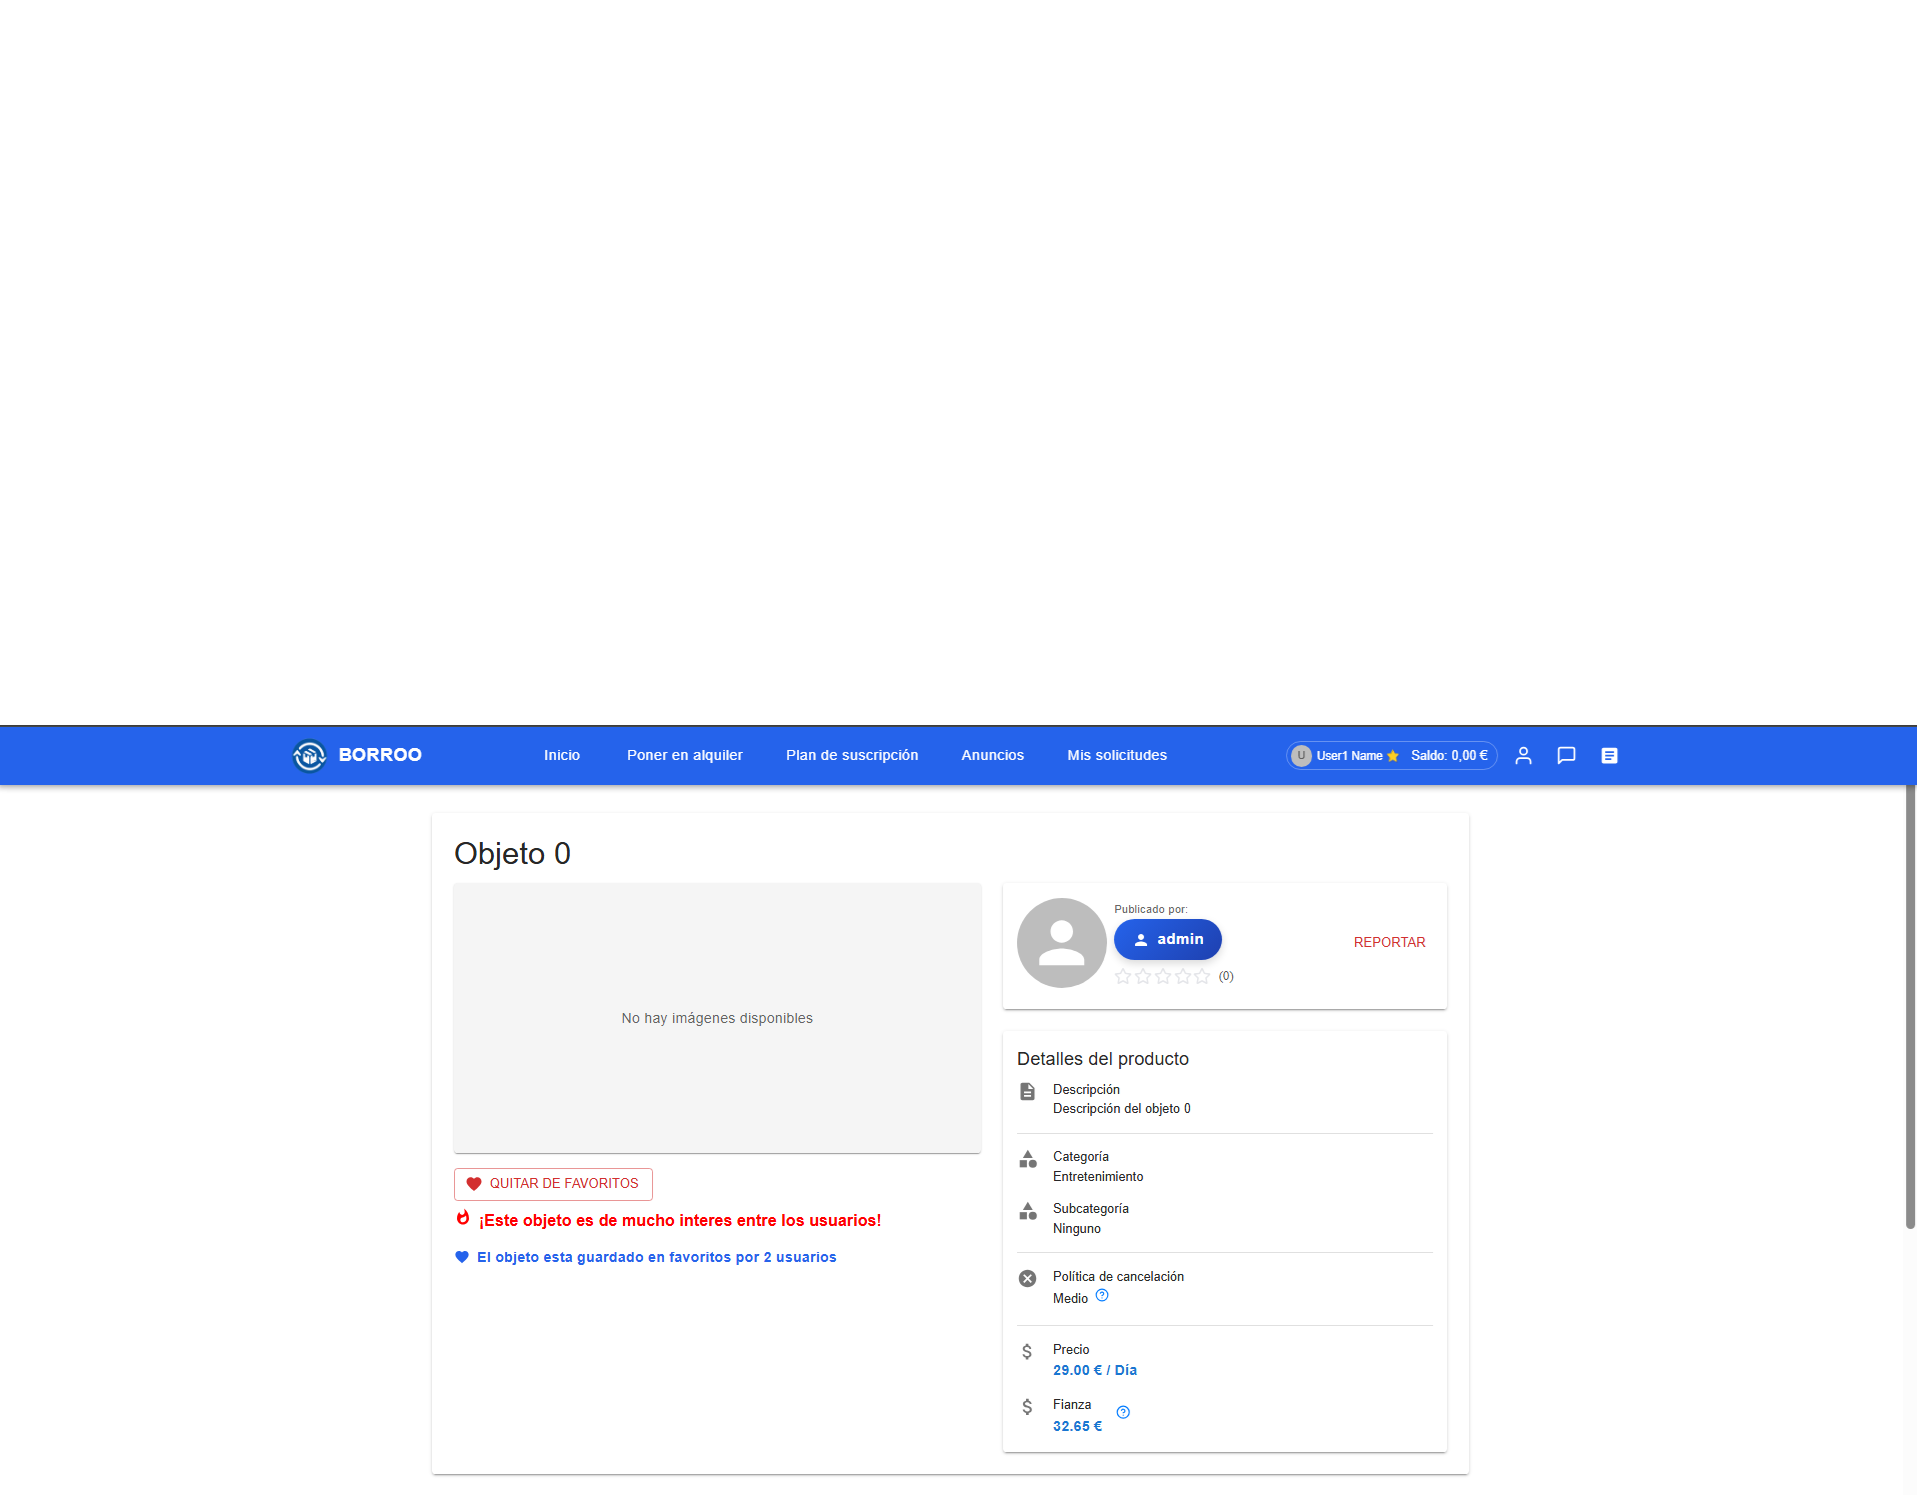 BORROO
Inicio
Poner en alquiler
Plan de suscripción
Anuncios
Mis solicitudes
U
User1 Name
Saldo: 0,00 €
Objeto 0
No hay imágenes disponibles
QUITAR DE FAVORITOS
¡Este objeto es de mucho interes entre los usuarios!
El objeto esta guardado en favoritos por 2 usuarios
Publicado por:
admin
(0)
REPORTAR
Detalles del producto
Descripción
Descripción del objeto 0
Categoría
Entretenimiento
Subcategoría
Ninguno
Política de cancelación
Medio
Precio
29.00 € / Día
Fianza
32.65 €